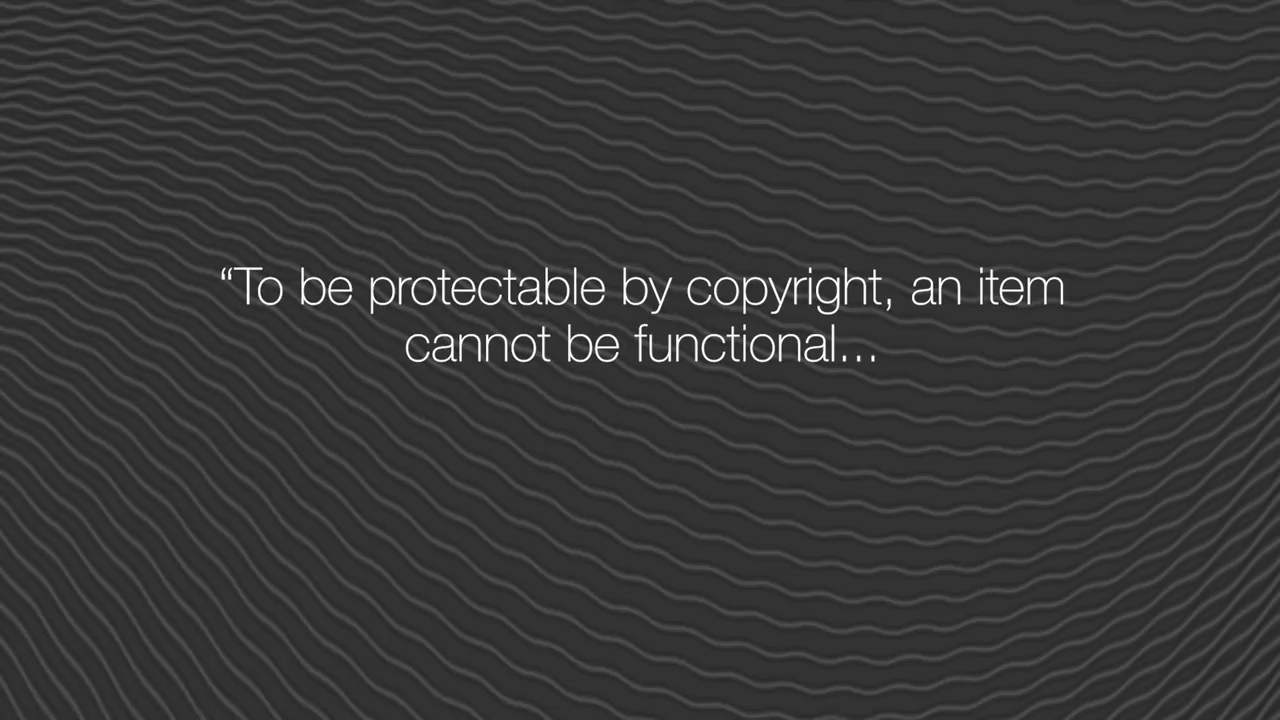 “To be protectable by copyright, an item
cannot be functional...